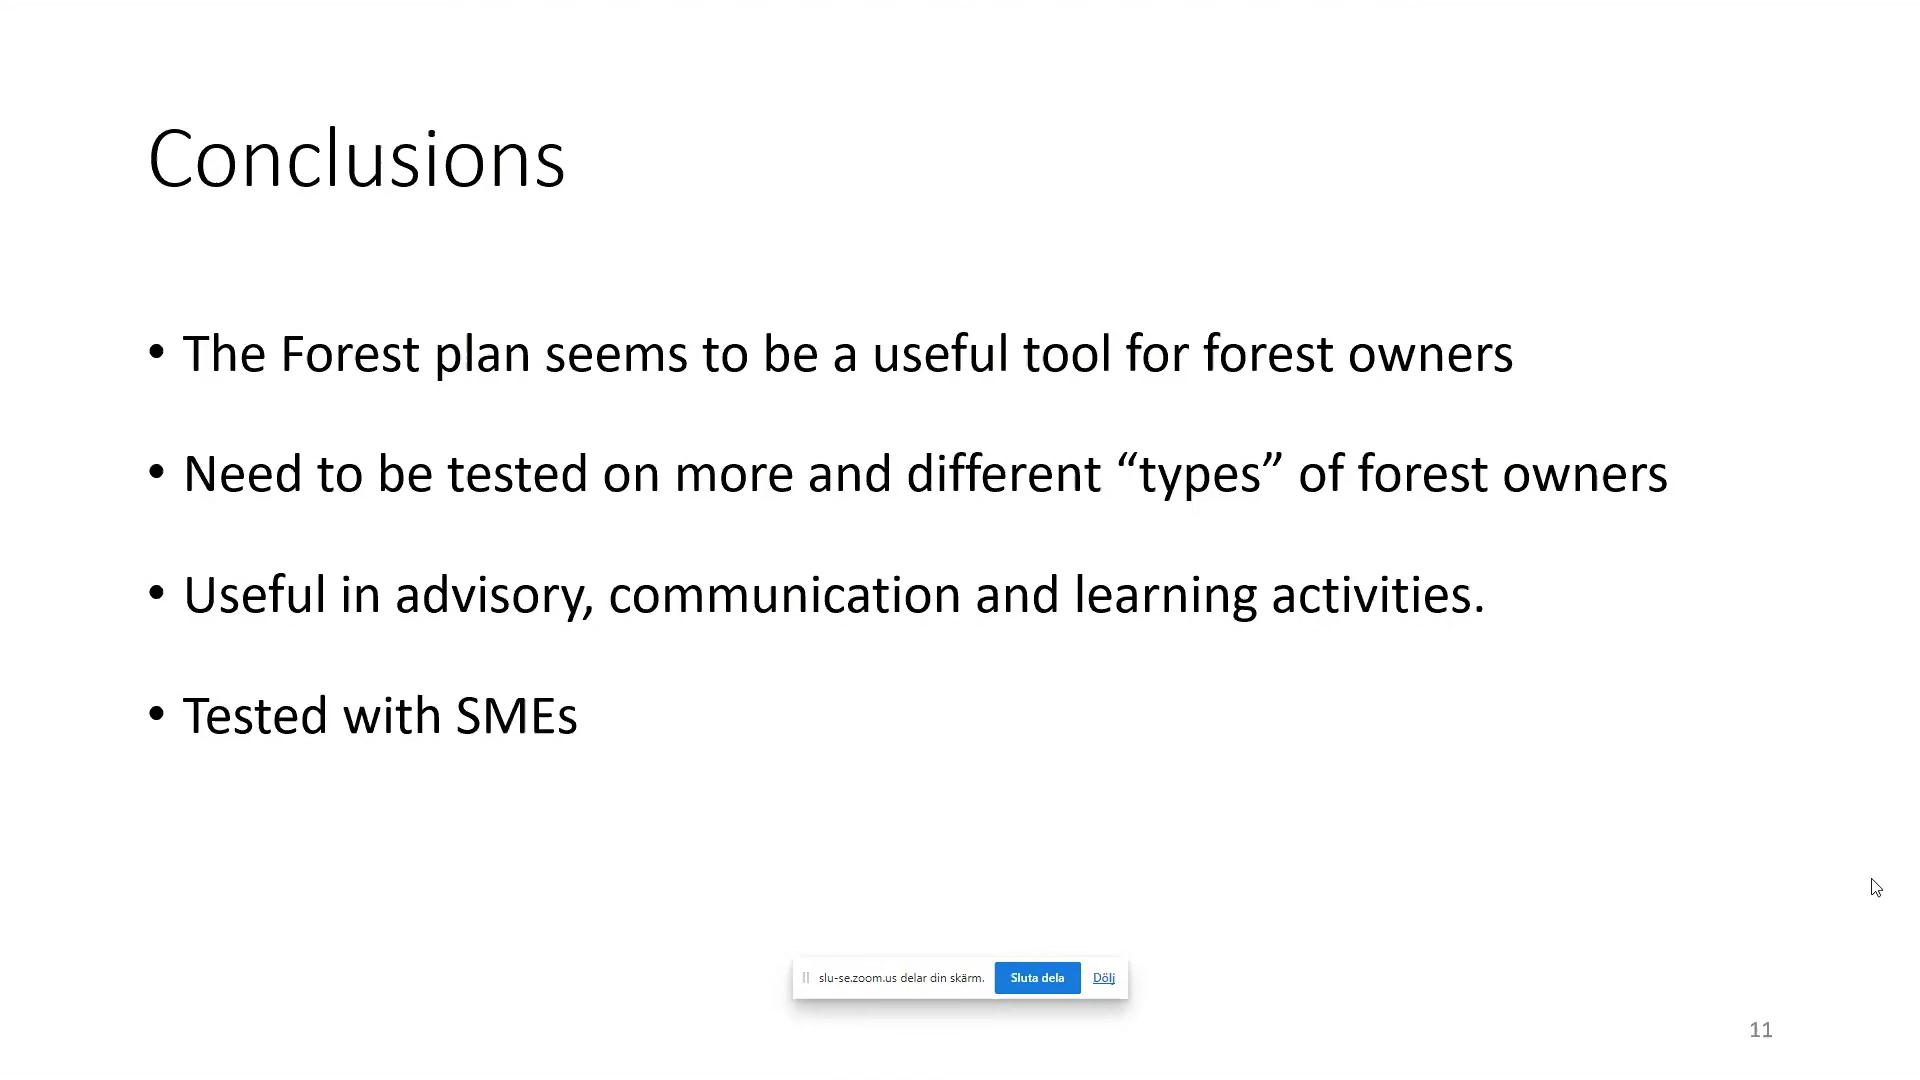 Conclusions
• The Forest plan seems to be a useful tool for forest owners
• Need to be tested on more and different “types” of forest owners
• Useful in advisory, communication and learning activities.
• Tested with SMEs
slu-se.zoom.us delar din skärm. Sluta dela Dölj
11